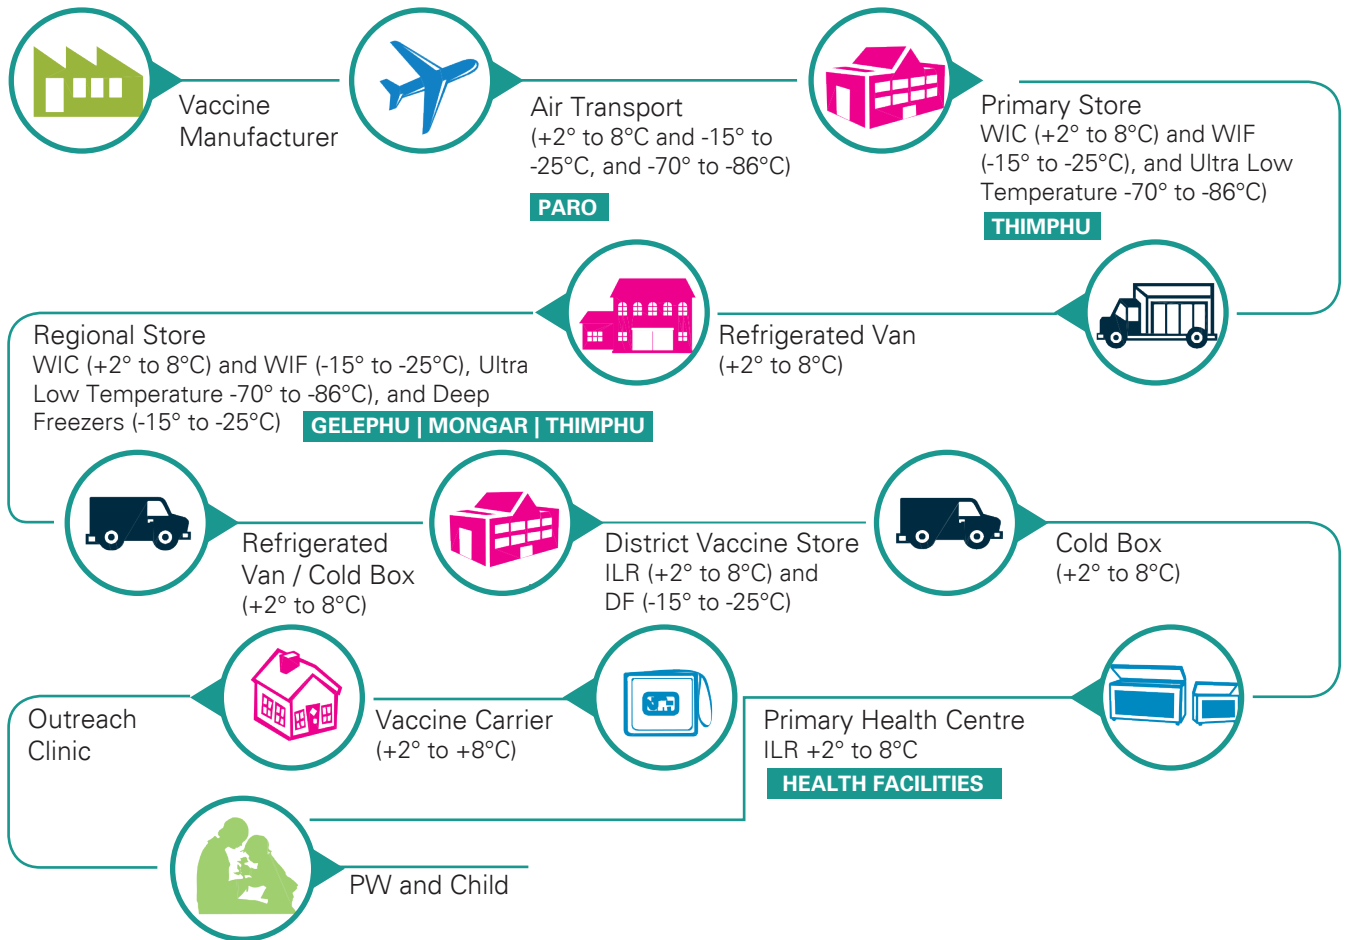 Vaccine
Manufacturer
Air Transport
(+2° to 8°C and -15° to
-25°C, and -70° to -86°C)
PARO
Primary Store
WIC (+2° to 8°C) and WIF
(-15° to -25°C), and Ultra Low
Temperature -70° to -86°C)
THIMPHU
Refrigerated Van
(+2° to 8°C)
Regional Store
WIC (+2° to 8°C) and WIF (-15° to -25°C), Ultra
Low Temperature -70° to -86°C), and Deep
Freezers (-15° to -25°C)
GELEPHU | MONGAR | THIMPHU
Refrigerated
Van / Cold Box
(+2° to 8°C)
District Vaccine Store
ILR (+2° to 8°C) and
DF (-15° to -25°C)
Cold Box
(+2° to 8°C)
Primary Health Centre
ILR +2° to 8°C
HEALTH FACILITIES
Vaccine Carrier
(+2° to +8°C)
Outreach
Clinic
PW and Child